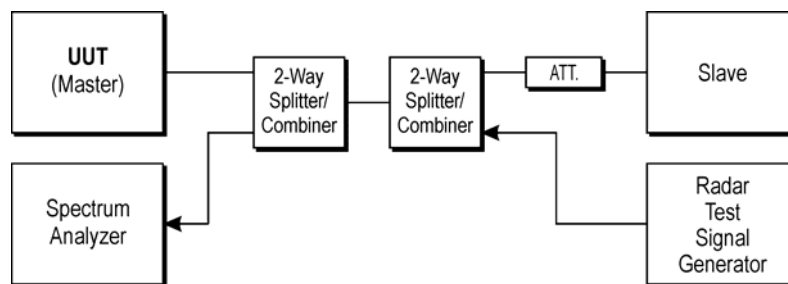 UUT
(Master)
2-Way
Splitter/
Combiner
2-Way
Splitter/
Combiner
ATT.
Slave
Spectrum
Analyzer
Radar
Test
Signal
Generator